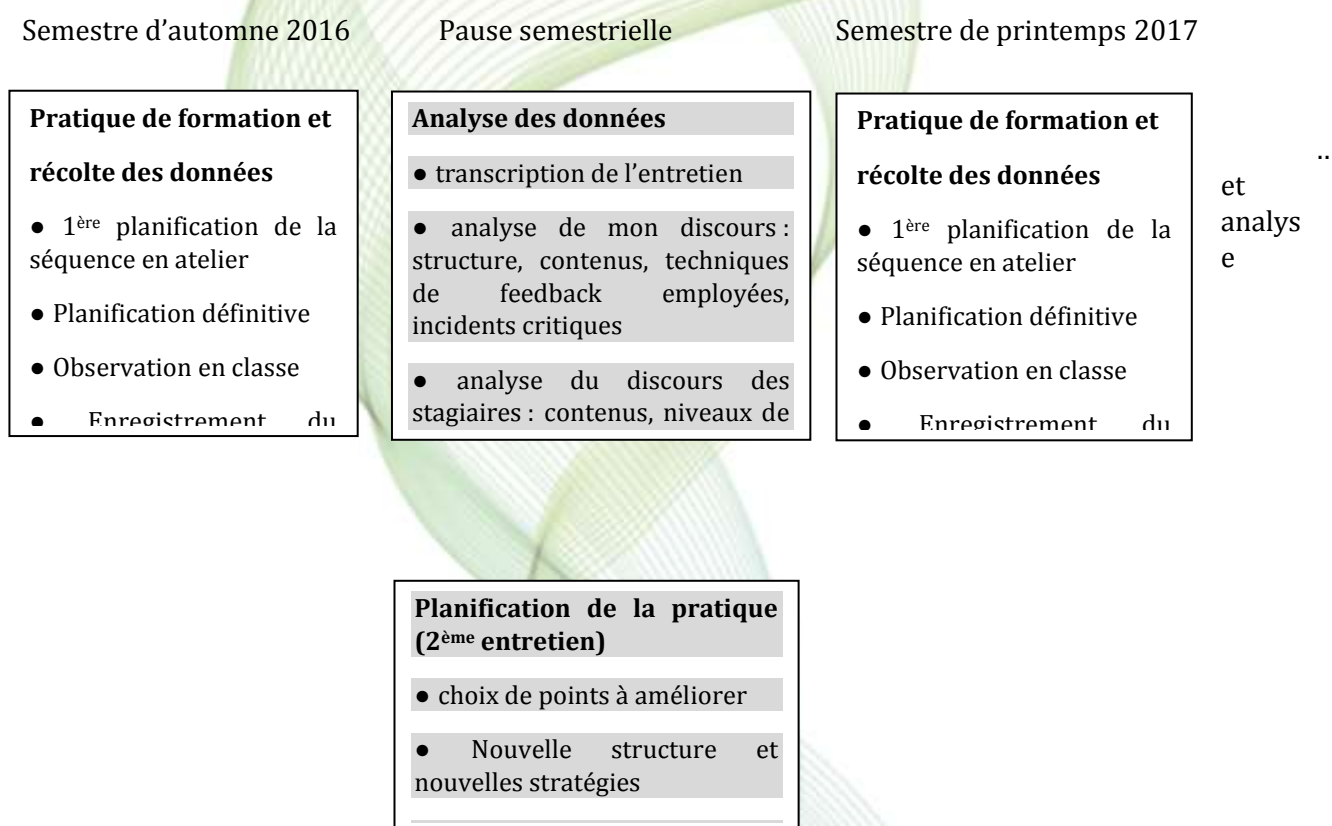 Semestre d’automne 2016
Pause semestrielle
Semestre de printemps 2017
Pratique de formation et
récolte des données
● 1ère planification de la
séquence en atelier
● Planification définitive
● Observation en classe
● Enregistrement du
Analyse des données
● transcription de l’entretien
● analyse de mon discours :
structure, contenus, techniques
de feedback employées,
incidents critiques
● analyse du discours des
stagiaires : contenus, niveaux de
Pratique de formation et
récolte des données
● 1ère planification de la
séquence en atelier
● Planification définitive
● Observation en classe
● Enregistrement du
..
et
analys
e
Planification de la pratique
(2ème entretien)
● choix de points à améliorer
● Nouvelle structure et
nouvelles stratégies